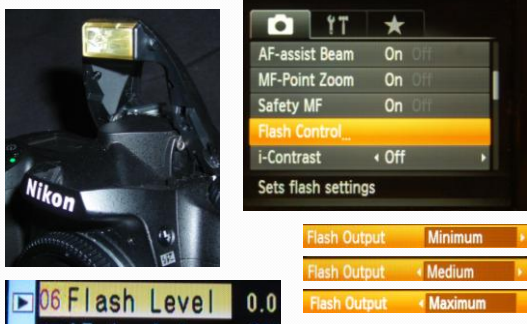 Nikon
AF-assist Beam On Off
MF-Point Zoom On Off
Safety MF On Off
Flash Control...
i-Contrast Off
Sets flash settings
Flash Output Minimum
Flash Output Medium
Flash Output Maximum
06 Flash Level 0.0